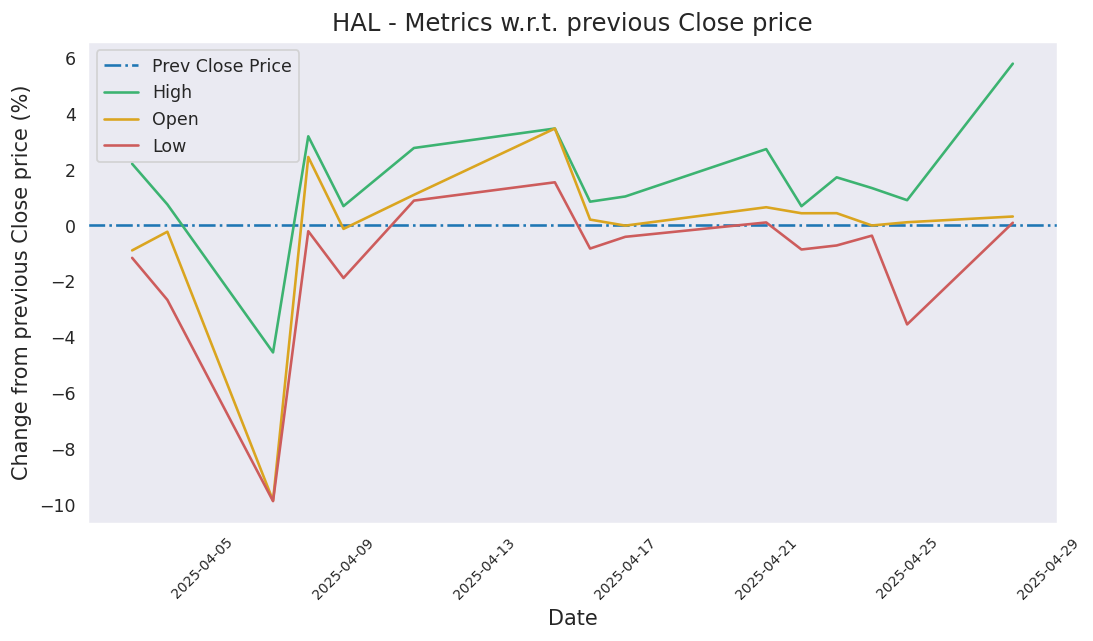 HAL - Metrics w.r.t. previous Close price
Prev Close Price
High
Open
Low
Change from previous Close price (%)
6
4
2
0
−2
−4
−6
−8
−10
2025-04-05
2025-04-09
2025-04-13
2025-04-17
2025-04-21
2025-04-25
2025-04-29
Date